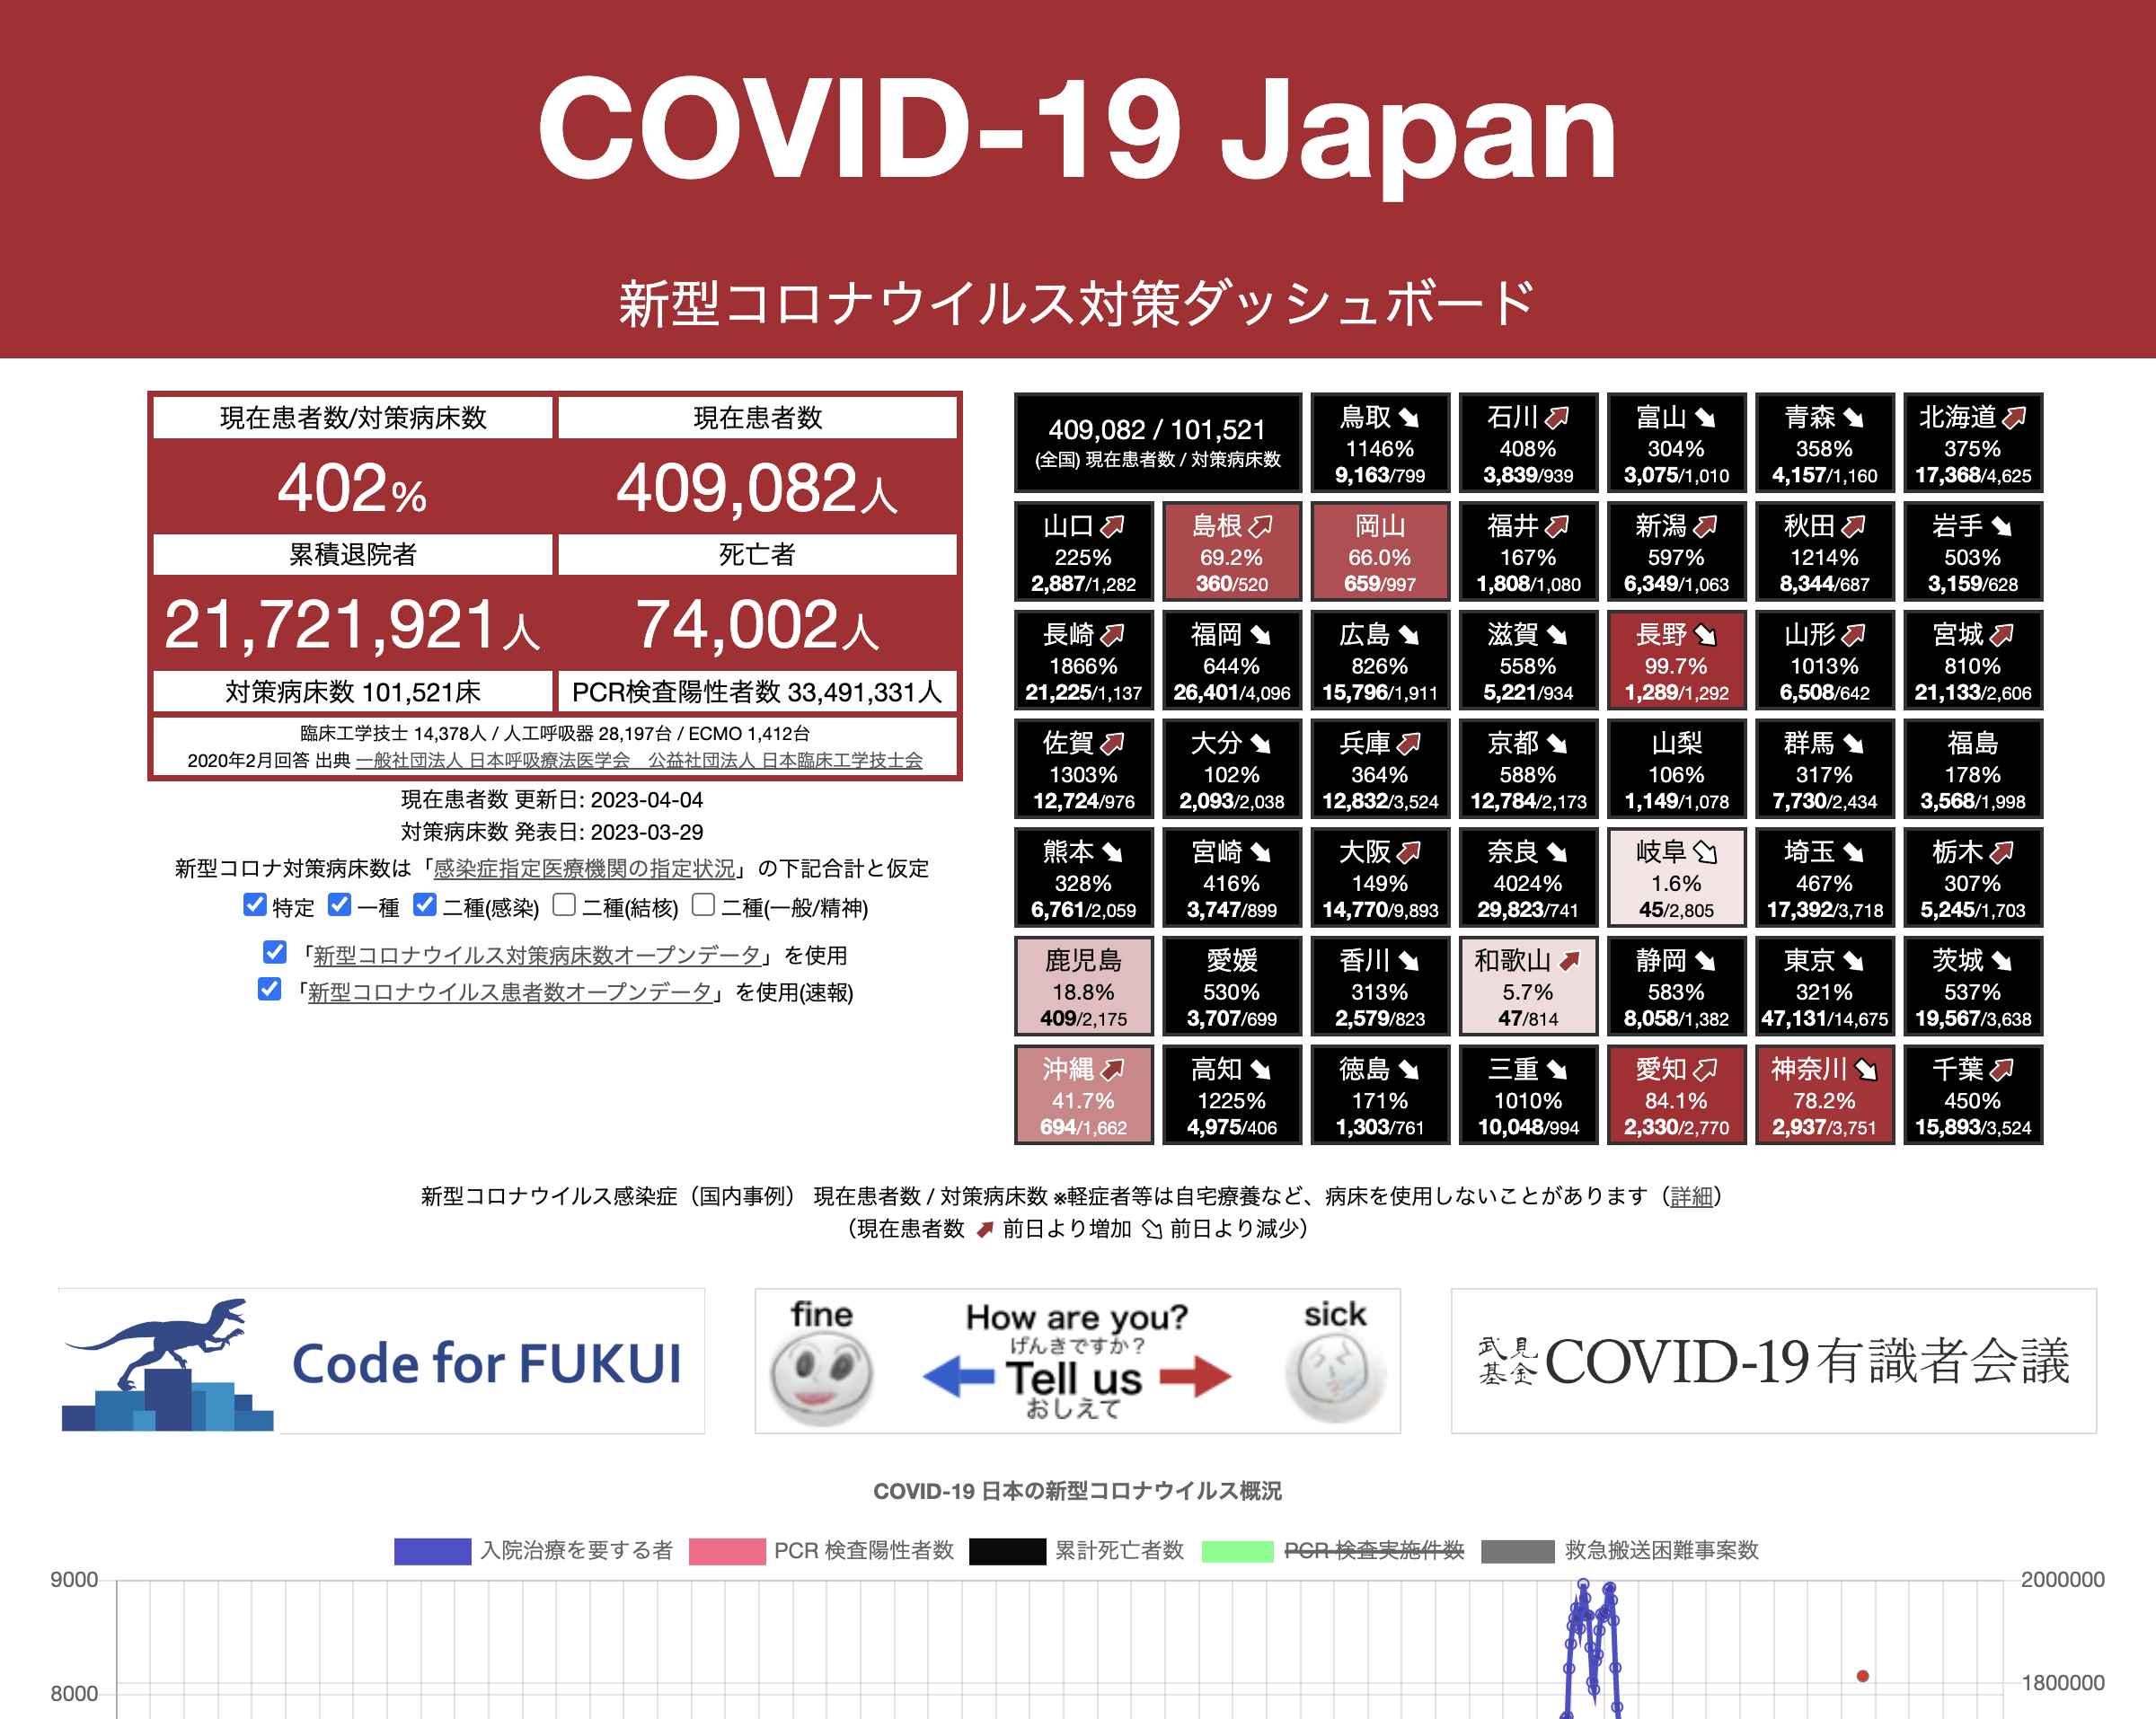 COVID-19 Japan
新型コロナウイルス対策ダッシュボード
現在患者数/対策病床数 現在患者数
402% 409,082人
累積退院者 死亡者
21,721,921人 74,002人
対策病床数 101,521床 PCR検査陽性者数 33,491,331人
臨床工学技士 14,378人 / 人工呼吸器 28,197台 / ECMO 1,412台
2020年2月回答 出典 一般社団法人 日本呼吸療法医学会　公益社団法人 日本臨床工学技士会
現在患者数 更新日: 2023-04-04
対策病床数 発表日: 2023-03-29
新型コロナ対策病床数は「感染症指定医療機関の指定状況」の下記合計と仮定
特定 一種 二種(感染) 二種(結核) 二種(一般/精神)
「新型コロナウイルス対策病床数オープンデータ」を使用
「新型コロナウイルス患者数オープンデータ」を使用(速報)
409,082 / 101,521
(全国) 現在患者数 / 対策病床数
鳥取 石川 富山 青森 北海道
1146% 408% 304% 358% 375%
9,163/799 3,839/939 3,075/1,010 4,157/1,160 17,368/4,625
山口 島根 岡山 福井 新潟 秋田 岩手
225% 69.2% 66.0% 167% 597% 1214% 503%
2,887/1,282 360/520 659/997 1,808/1,080 6,349/1,063 8,344/687 3,159/628
長崎 福岡 広島 滋賀 長野 山形 宮城
1866% 644% 826% 558% 99.7% 1013% 810%
21,225/1,137 26,401/4,096 15,796/1,911 5,221/934 1,289/1,292 6,508/642 21,133/2,606
佐賀 大分 兵庫 京都 山梨 群馬 福島
1303% 102% 364% 588% 106% 317% 178%
12,724/976 2,093/2,038 12,832/3,524 12,784/2,173 1,149/1,078 7,730/2,434 3,568/1,998
熊本 宮崎 大阪 奈良 岐阜 埼玉 栃木
328% 416% 149% 4024% 1.6% 467% 307%
6,761/2,059 3,747/899 14,770/9,893 29,823/741 45/2,805 17,392/3,718 5,245/1,703
鹿児島 愛媛 香川 和歌山 静岡 東京 茨城
18.8% 530% 313% 5.7% 583% 321% 537%
409/2,175 3,707/699 2,579/823 47/814 8,058/1,382 47,131/14,675 19,567/3,638
沖縄 高知 徳島 三重 愛知 神奈川 千葉
41.7% 1225% 171% 1010% 84.1% 78.2% 450%
694/1,662 4,975/406 1,303/761 10,048/994 2,330/2,770 2,937/3,751 15,893/3,524
新型コロナウイルス感染症（国内事例） 現在患者数 / 対策病床数 ※軽症者等は自宅療養など、病床を使用しないことがあります（詳細）
（現在患者数 前日より増加 前日より減少）
Code for FUKUI
fine How are you? sick
げんきですか？
Tell us
おしえて
武見基金 COVID-19有識者会議
COVID-19 日本の新型コロナウイルス概況
入院治療を要する者 PCR 検査陽性者数 累計死亡者数 PCR 検査実施件数 救急搬送困難事案数
9000 2000000
8000 1800000